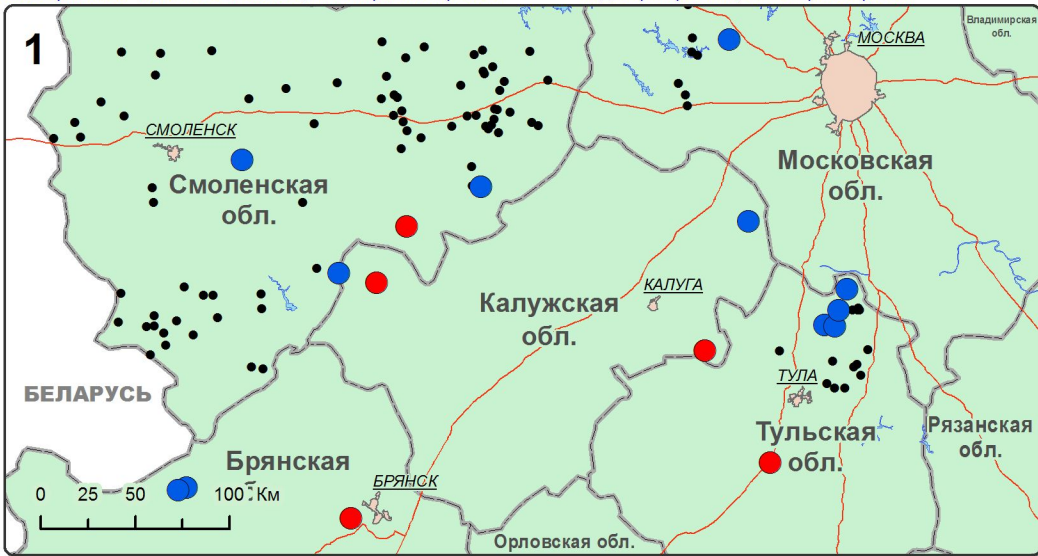 1
Владимирская
обл.
МОСКВА
СМОЛЕНСК
Смоленская
обл.
Московская
обл.
Калужская
обл.
КАЛУГА
БЕЛАРУСЬ
ТУЛА
Тульская
обл.
Рязанская
обл.
Брянская
БРЯНСК
0 25 50 100 Км
Орловская обл.